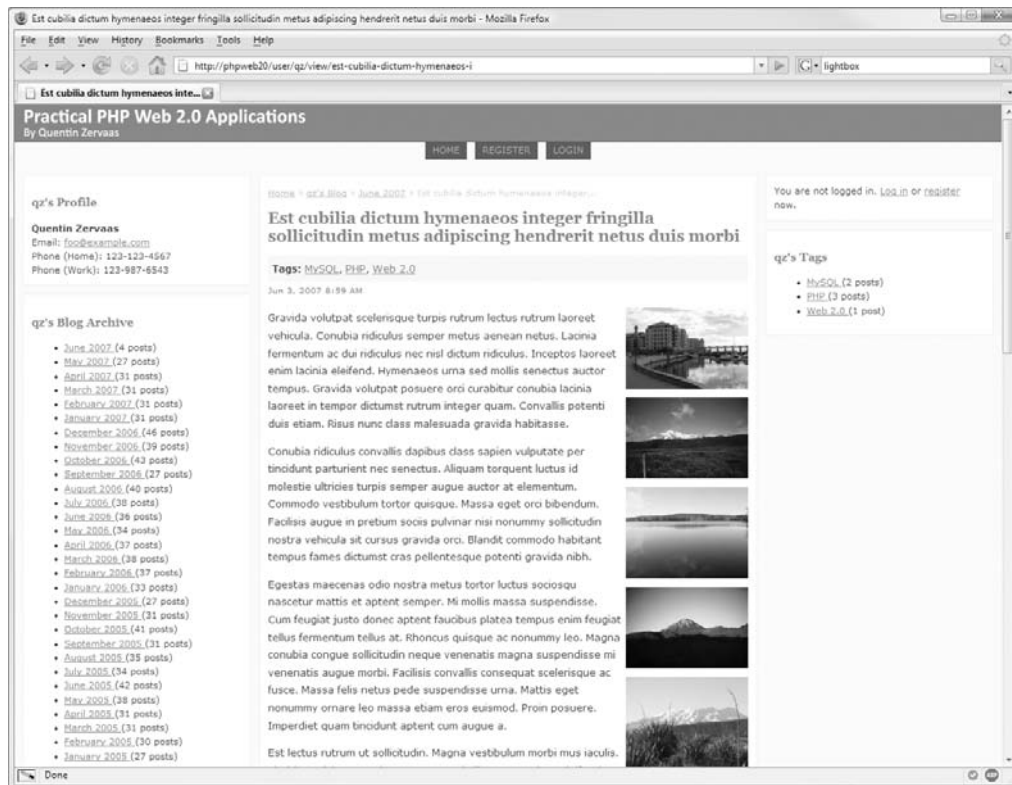 Est cubilia dictum hymenaeos integer fringilla sollicitudin metus adipiscing hendrerit netus duis morbi - Mozilla Firefox
File Edit View History Bookmarks Tools Help
http://phpweb20/user/qz/view/est-cubilia-dictum-hymenaeos-i
G lightbox
Est cubilia dictum hymenaeos inte...
Practical PHP Web 2.0 Applications
By Quentin Zervaas
HOME REGISTER LOGIN
qz's Profile
Quentin Zervaas
Email: foo@example.com
Phone (Home): 123-123-4567
Phone (Work): 123-987-6543
qz's Blog Archive
• June 2007 (4 posts)
• May 2007 (27 posts)
• April 2007 (31 posts)
• March 2007 (31 posts)
• February 2007 (31 posts)
• January 2007 (31 posts)
• December 2006 (46 posts)
• November 2006 (39 posts)
• October 2006 (43 posts)
• September 2006 (27 posts)
• August 2006 (40 posts)
• July 2006 (38 posts)
• June 2006 (36 posts)
• May 2006 (34 posts)
• April 2006 (37 posts)
• March 2006 (38 posts)
• February 2006 (37 posts)
• January 2006 (33 posts)
• December 2005 (27 posts)
• November 2005 (31 posts)
• October 2005 (41 posts)
• September 2005 (31 posts)
• August 2005 (35 posts)
• July 2005 (34 posts)
• June 2005 (42 posts)
• May 2005 (38 posts)
• April 2005 (31 posts)
• March 2005 (31 posts)
• February 2005 (30 posts)
• January 2005 (27 posts)
Home > qz's Blog > June 2007 > Est cubilia dictum hymenaeos integer...
Est cubilia dictum hymenaeos integer fringilla
sollicitudin metus adipiscing hendrerit netus duis morbi
Tags: MySQL, PHP, Web 2.0
Jun 3, 2007 8:59 AM
Gravida volutpat scelerisque turpis rutrum lectus rutrum laoreet
vehicula. Conubia ridiculus semper metus aenean netus. Lacinia
fermentum ac dui ridiculus nec nisl dictum ridiculus. Inceptos laoreet
enim lacinia eleifend. Hymenaeos urna sed mollis senectus auctor
tempus. Gravida volutpat posuere orci curabitur conubia lacinia
laoreet in tempor dictumst rutrum integer quam. Convallis potenti
duis etiam. Risus nunc class malesuada gravida habitasse.
Conubia ridiculus convallis dapibus class sapien vulputate per
tincidunt parturient nec senectus. Aliquam torquent luctus id
molestie ultricies turpis semper augue auctor at elementum.
Commodo vestibulum tortor quisque. Massa eget orci bibendum.
Facilisis augue in pretium sociis pulvinar nisi nonummy sollicitudin
nostra vehicula sit cursus gravida orci. Blandit commodo habitant
tempus fames dictumst cras pellentesque potenti gravida nibh.
Egestas maecenas odio nostra metus tortor luctus sociosqu
nascetur mattis et aptent semper. Mi mollis massa suspendisse.
Cum feugiat justo donec aptent faucibus platea tempus enim feugiat
tellus fermentum tellus at. Rhoncus quisque ac nonummy leo. Magna
conubia congue sollicitudin neque venenatis magna suspendisse mi
venenatis augue morbi. Facilisis convallis consequat scelerisque ac
fusce. Massa felis netus pede suspendisse urna. Mattis eget
nonummy ornare leo massa etiam eros euismod. Proin posuere.
Imperdiet quam tincidunt aptent cum augue a.
Est lectus rutrum ut sollicitudin. Magna vestibulum morbi mus iaculis.
You are not logged in. Log in or register
now.
qz's Tags
• MySQL (2 posts)
• PHP (3 posts)
• Web 2.0 (1 post)
Done